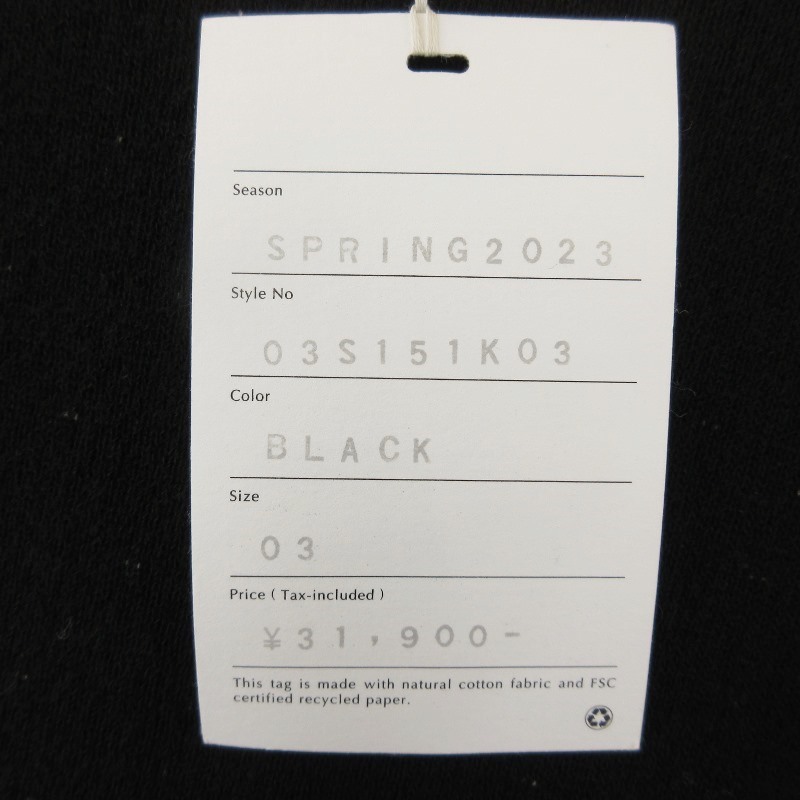 Season
SPRING2023
Style No
03S151K03
Color
BLACK
Size
03
Price ( Tax-included )
¥31,900-
This tag is made with natural cotton fabric and FSC
certified recycled paper.